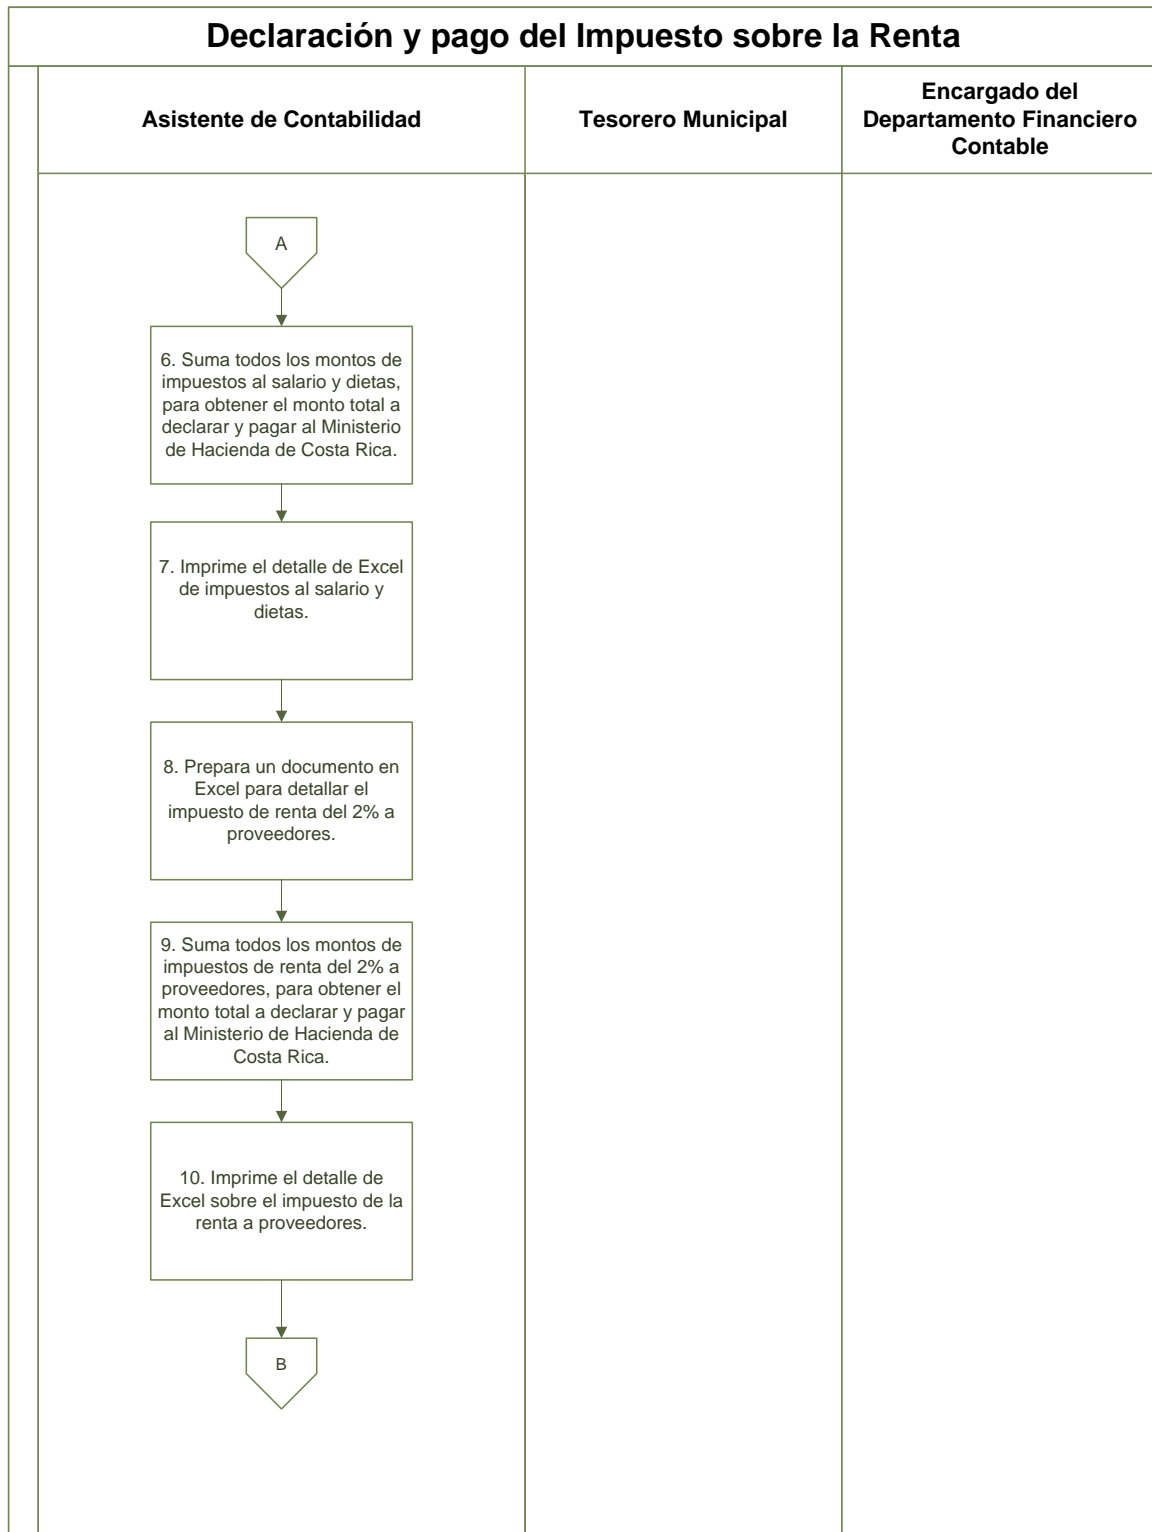 Declaración y pago del Impuesto sobre la Renta
Asistente de Contabilidad
Tesorero Municipal
Encargado del
Departamento Financiero
Contable
A
6. Suma todos los montos de
impuestos al salario y dietas,
para obtener el monto total a
declarar y pagar al Ministerio
de Hacienda de Costa Rica.
7. Imprime el detalle de Excel
de impuestos al salario y
dietas.
8. Prepara un documento en
Excel para detallar el
impuesto de renta del 2% a
proveedores.
9. Suma todos los montos de
impuestos de renta del 2% a
proveedores, para obtener el
monto total a declarar y pagar
al Ministerio de Hacienda de
Costa Rica.
10. Imprime el detalle de
Excel sobre el impuesto de la
renta a proveedores.
B